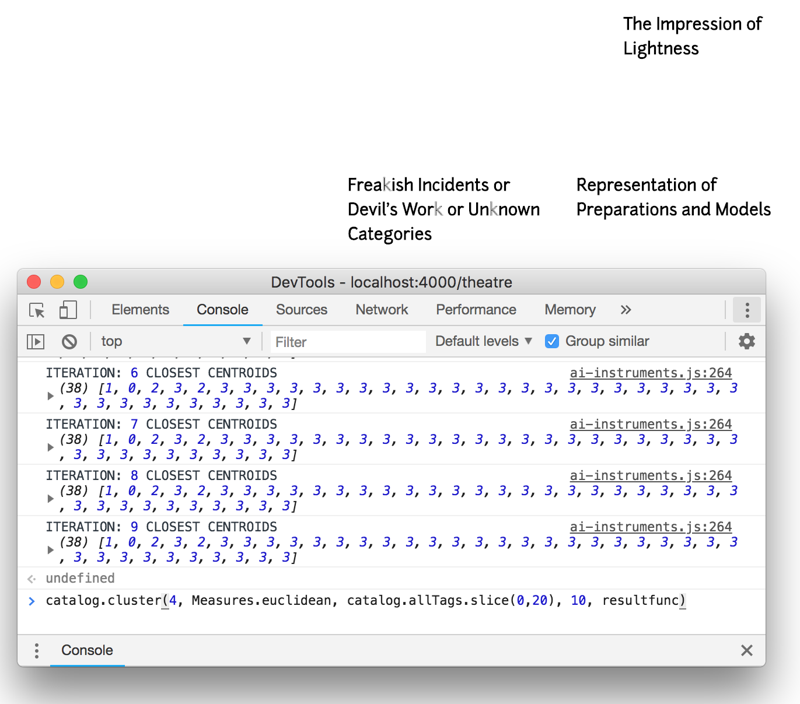 The Impression of
Lightness
Freakish Incidents or
Devil's Work or Unknown
Categories
Representation of
Preparations and Models
DevTools - localhost:4000/theatre
Elements Console Sources Network Performance Memory »
top Filter Default levels Group similar
ITERATION: 6 CLOSEST CENTROIDS ai-instruments.js:264
(38) [1, 0, 2, 3, 2, 3, 3, 3, 3, 3, 3, 3, 3, 3, 3, 3, 3, 3, 3, 3, 3, 3, 3, 3, 3, 3, 3, 3
, 3, 3, 3, 3, 3, 3, 3, 3, 3, 3]
ITERATION: 7 CLOSEST CENTROIDS ai-instruments.js:264
(38) [1, 0, 2, 3, 2, 3, 3, 3, 3, 3, 3, 3, 3, 3, 3, 3, 3, 3, 3, 3, 3, 3, 3, 3, 3, 3, 3, 3
, 3, 3, 3, 3, 3, 3, 3, 3, 3, 3]
ITERATION: 8 CLOSEST CENTROIDS ai-instruments.js:264
(38) [1, 0, 2, 3, 2, 3, 3, 3, 3, 3, 3, 3, 3, 3, 3, 3, 3, 3, 3, 3, 3, 3, 3, 3, 3, 3, 3, 3
, 3, 3, 3, 3, 3, 3, 3, 3, 3, 3]
ITERATION: 9 CLOSEST CENTROIDS ai-instruments.js:264
(38) [1, 0, 2, 3, 2, 3, 3, 3, 3, 3, 3, 3, 3, 3, 3, 3, 3, 3, 3, 3, 3, 3, 3, 3, 3, 3, 3, 3
, 3, 3, 3, 3, 3, 3, 3, 3, 3, 3]
undefined
catalog.cluster(4, Measures.euclidean, catalog.allTags.slice(0,20), 10, resultfunc)
Console